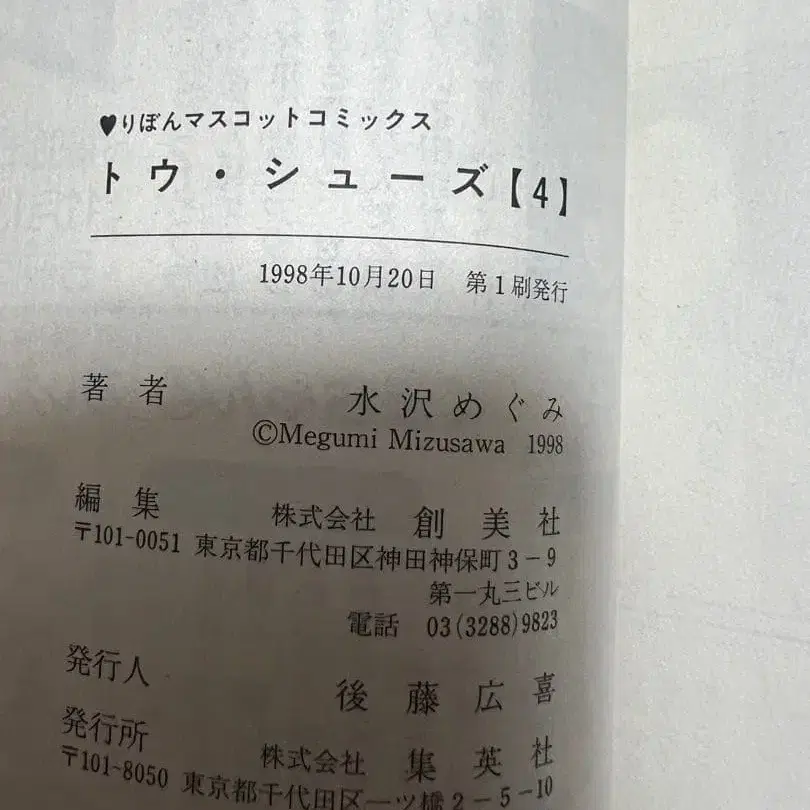 ♥りぼんマスコットコミックス
トウ・シューズ【4】
1998年10月20日 第1刷発行
著者 水沢めぐみ
©Megumi Mizusawa 1998
編集 株式会社 創美社
〒101-0051 東京都千代田区神田神保町3-9
第一丸三ビル
電話 03(3288)9823
発行人 後藤広喜
発行所 株式会社 集英社
〒101-8050 東京都千代田区一ツ橋2-5-10